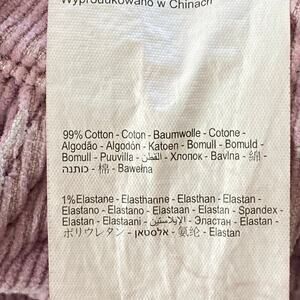 Wyprodukowano w Chinach
99% Cotton - Coton - Baumwolle - Cotone -
Algodão - Algodón - Katoen - Bomull - Bomuld -
Bomull - Puuvilla - القطن - Хлопок - Bavlna - 綿 -
כותנה - 棉 - Bawełna
1% Elastane - Elasthanne - Elasthan - Elastan -
Elastano - Elastano - Elastaan - Elastan - Spandex -
Elastan - Elastaani - الإيلاستين - Эластан - Elastan -
ポリウレタン - אלסטאן - 氨纶 - Elastan